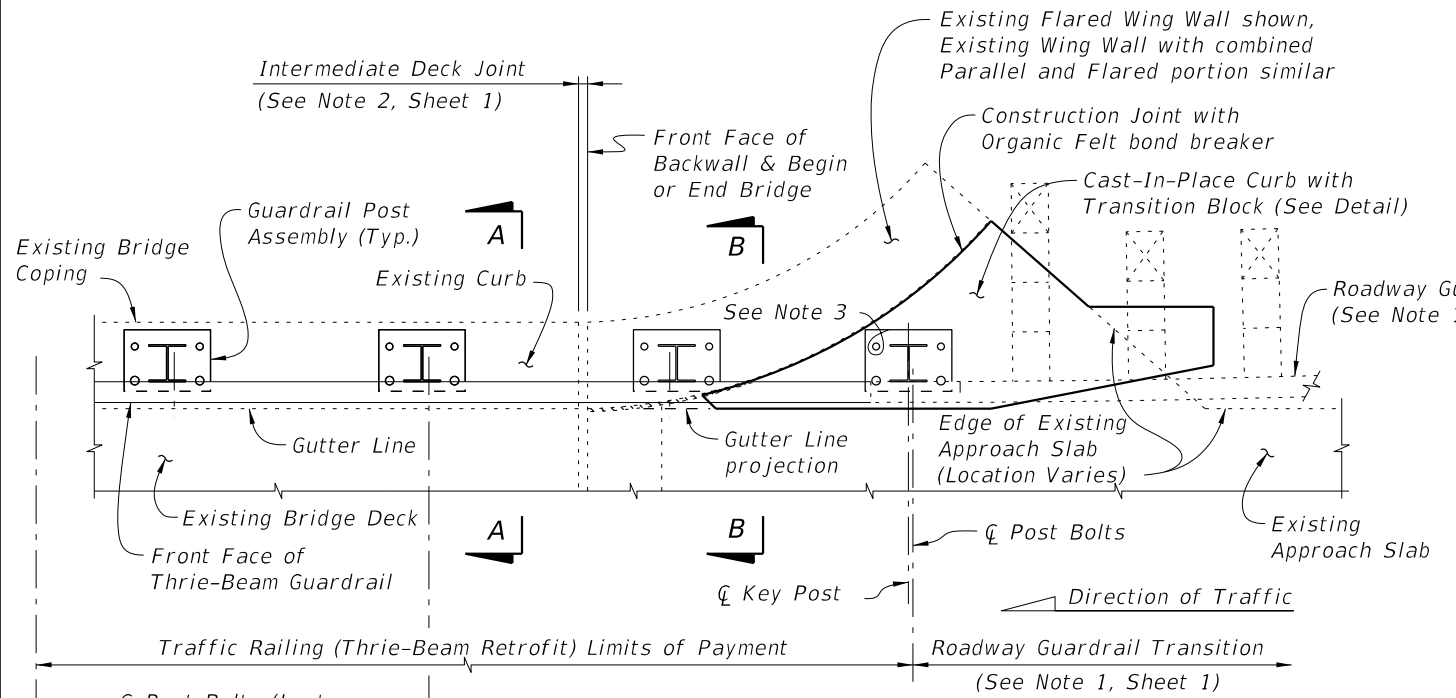 Existing Flared Wing Wall shown,
Existing Wing Wall with combined
Parallel and Flared portion similar
Intermediate Deck Joint
(See Note 2, Sheet 1)
Construction Joint with
Organic Felt bond breaker
Front Face of
Backwall & Begin
or End Bridge
Cast-In-Place Curb with
Transition Block (See Detail)
Guardrail Post
Assembly (Typ.)
A
B
Existing Bridge
Coping
Existing Curb
See Note 3
Roadway
(See Note
Gutter Line
Gutter Line
projection
Edge of Existing
Approach Slab
(Location Varies)
Existing Bridge Deck
A
B
℄ Post Bolts
Existing
Approach Slab
Front Face of
Thrie-Beam Guardrail
℄ Key Post
Direction of Traffic
Traffic Railing (Thrie-Beam Retrofit) Limits of Payment
Roadway Guardrail Transition
(See Note 1, Sheet 1)